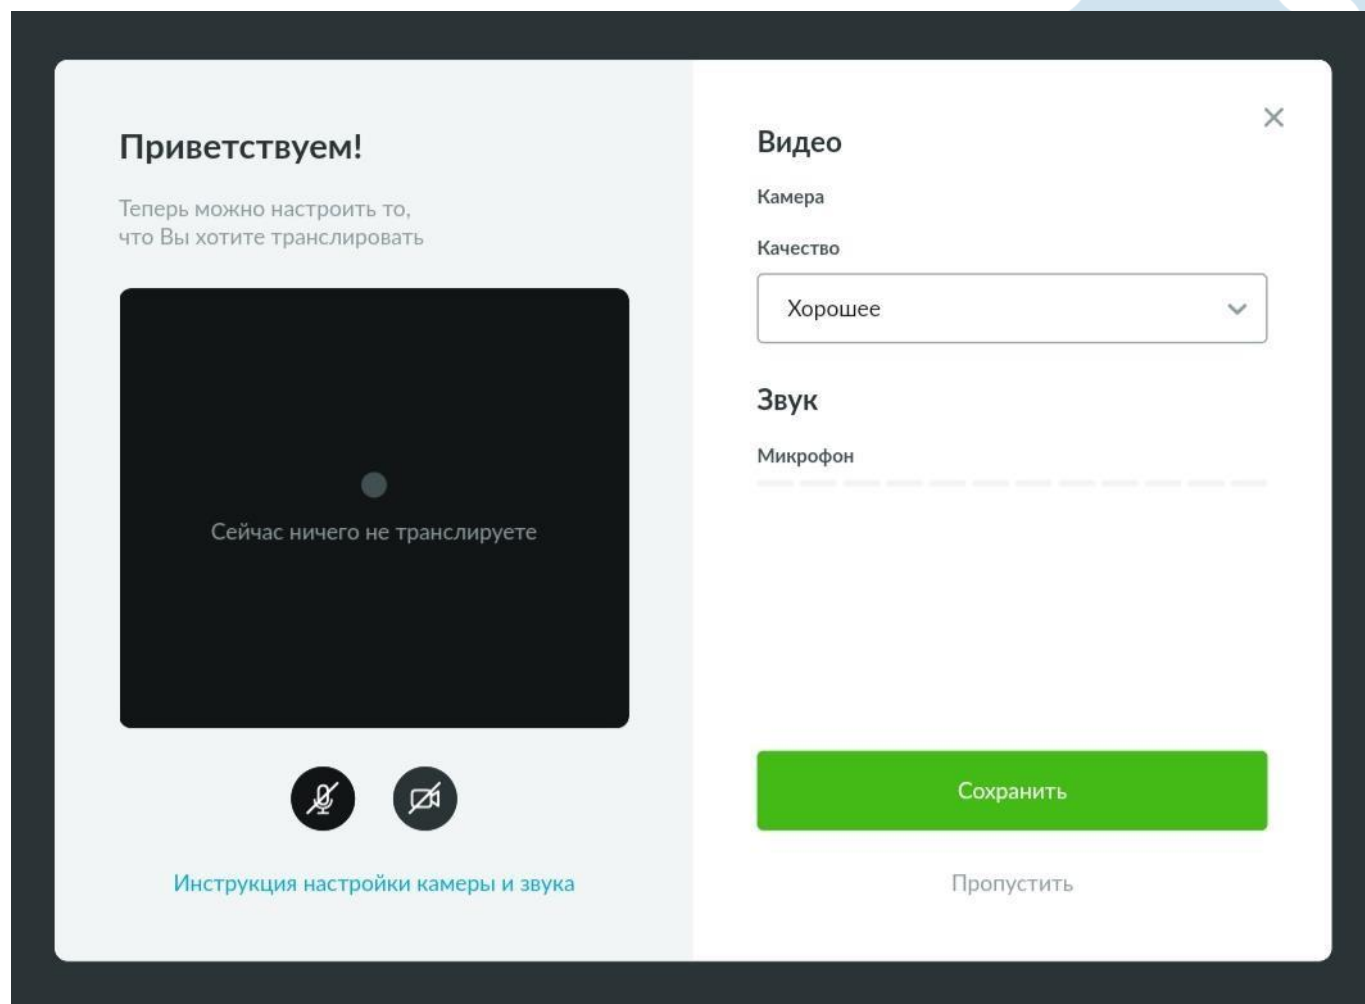 Приветствуем!
Теперь можно настроить то,
что Вы хотите транслировать
Сейчас ничего не транслируете
Инструкция настройки камеры и звука
Видео
Камера
Качество
Хорошее
Звук
Микрофон
Сохранить
Пропустить